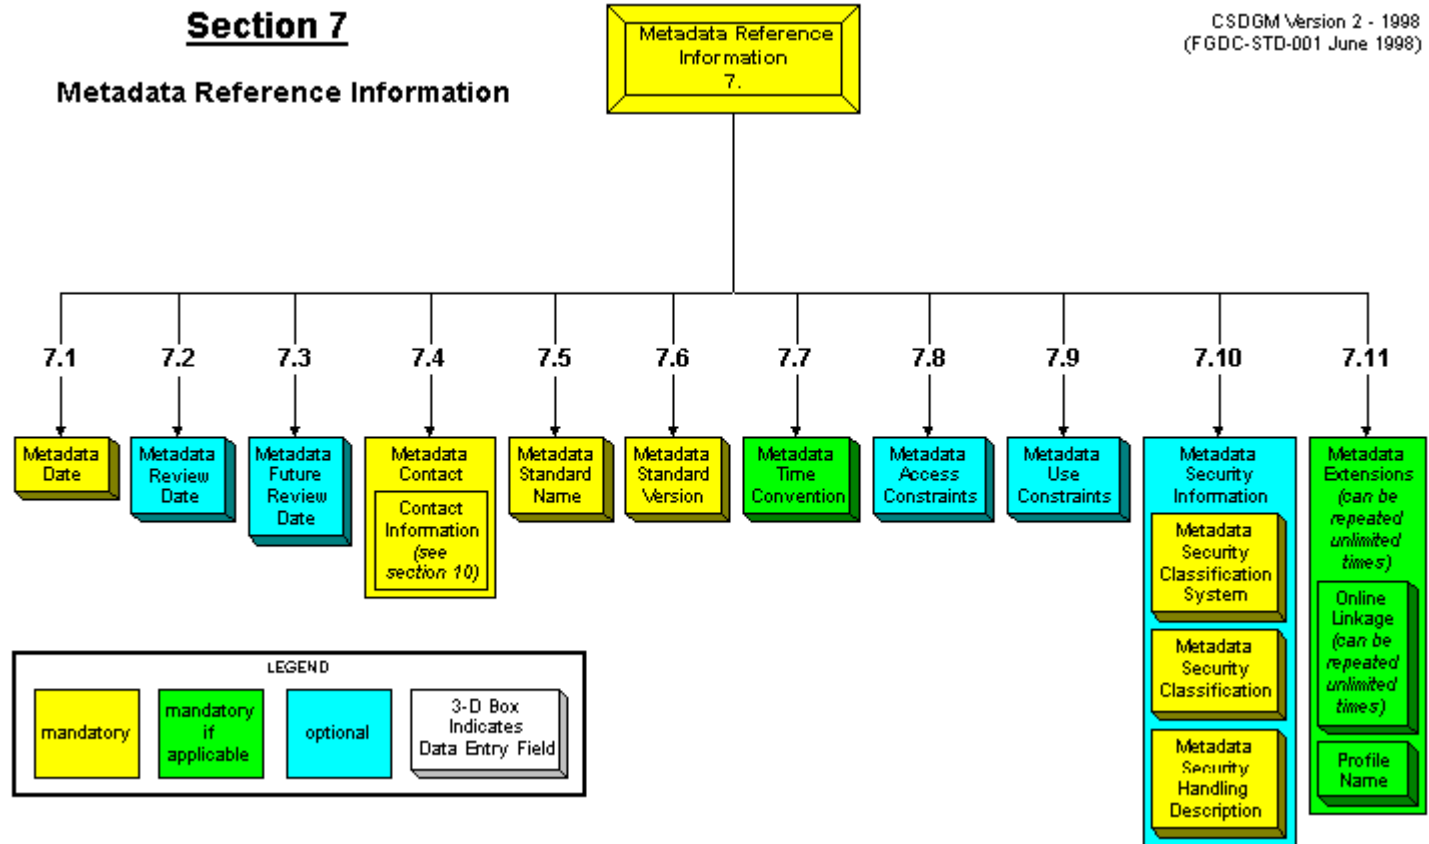 Section 7
Metadata Reference Information
Metadata Reference
Information
7.
CSDGM Version 2 - 1998
(FGDC-STD-001 June 1998)
7.1
7.2
7.3
7.4
7.5
7.6
7.7
7.8
7.9
7.10
7.11
Metadata
Date
Metadata
Review
Date
Metadata
Future
Review
Date
Metadata
Contact
Contact
Information
(see
section 10)
Metadata
Standard
Name
Metadata
Standard
Version
Metadata
Time
Convention
Metadata
Access
Constraints
Metadata
Use
Constraints
Metadata
Security
Information
Metadata
Security
Classification
System
Metadata
Security
Classification
Metadata
Security
Handling
Description
Metadata
Extensions
(can be
repeated
unlimited
times)
Online
Linkage
(can be
repeated
unlimited
times)
Profile
Name
LEGEND
mandatory
mandatory
if
applicable
optional
3-D Box
Indicates
Data Entry Field